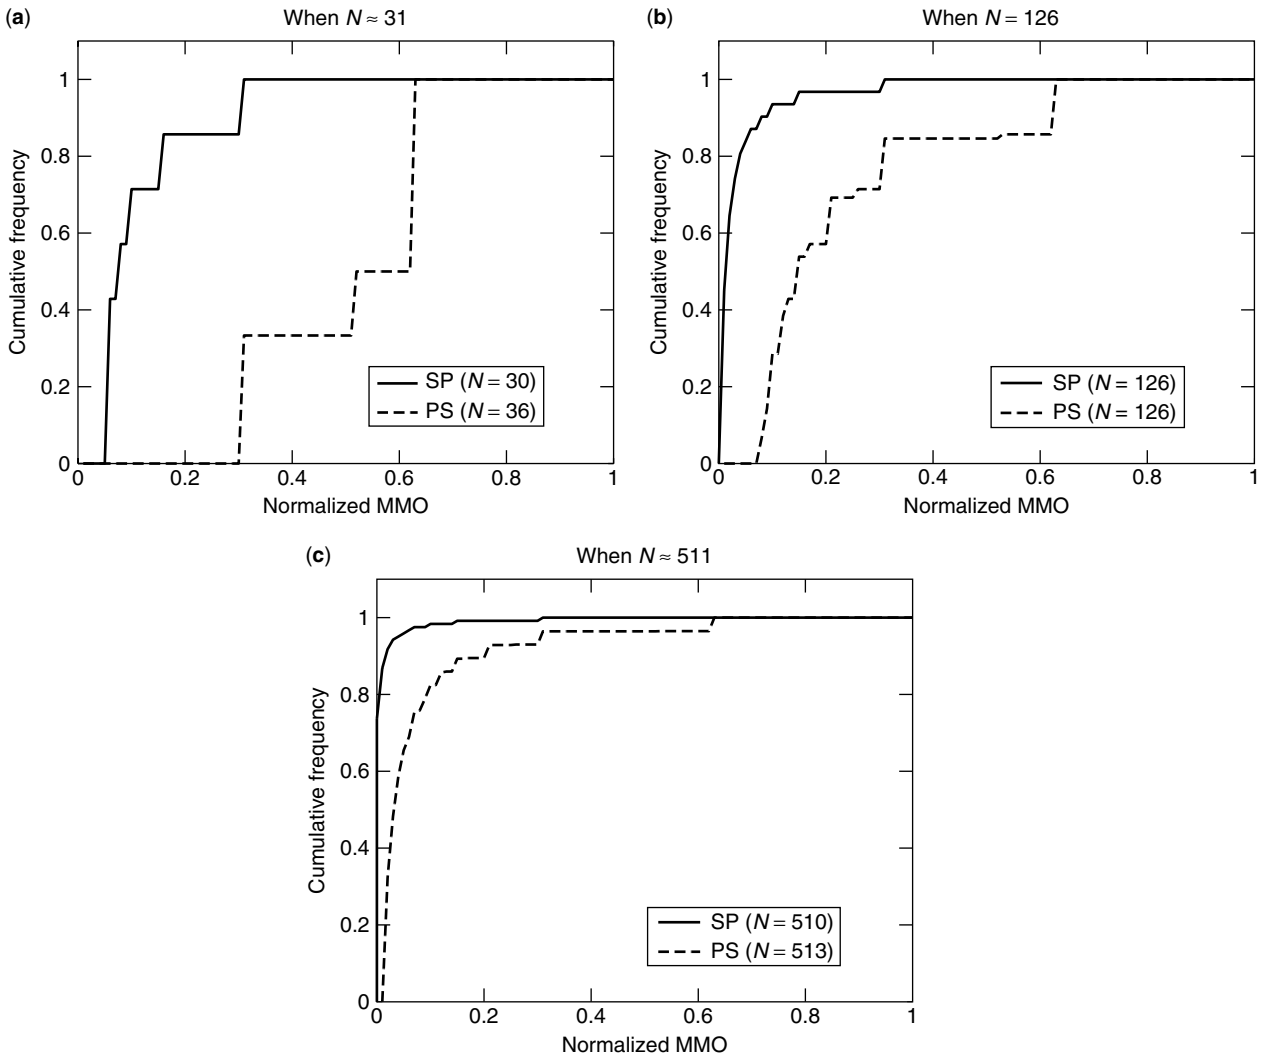 (a)
When N ≈ 31
1
0.8
0.6
0.4
0.2
0
Cumulative frequency
0 0.2 0.4 0.6 0.8 1
Normalized MMO
SP (N = 30)
PS (N = 36)
(b)
When N = 126
1
0.8
0.6
0.4
0.2
0
Cumulative frequency
0 0.2 0.4 0.6 0.8 1
Normalized MMO
SP (N = 126)
PS (N = 126)
(c)
When N ≈ 511
1
0.8
0.6
0.4
0.2
0
Cumulative frequency
0 0.2 0.4 0.6 0.8 1
Normalized MMO
SP (N = 510)
PS (N = 513)